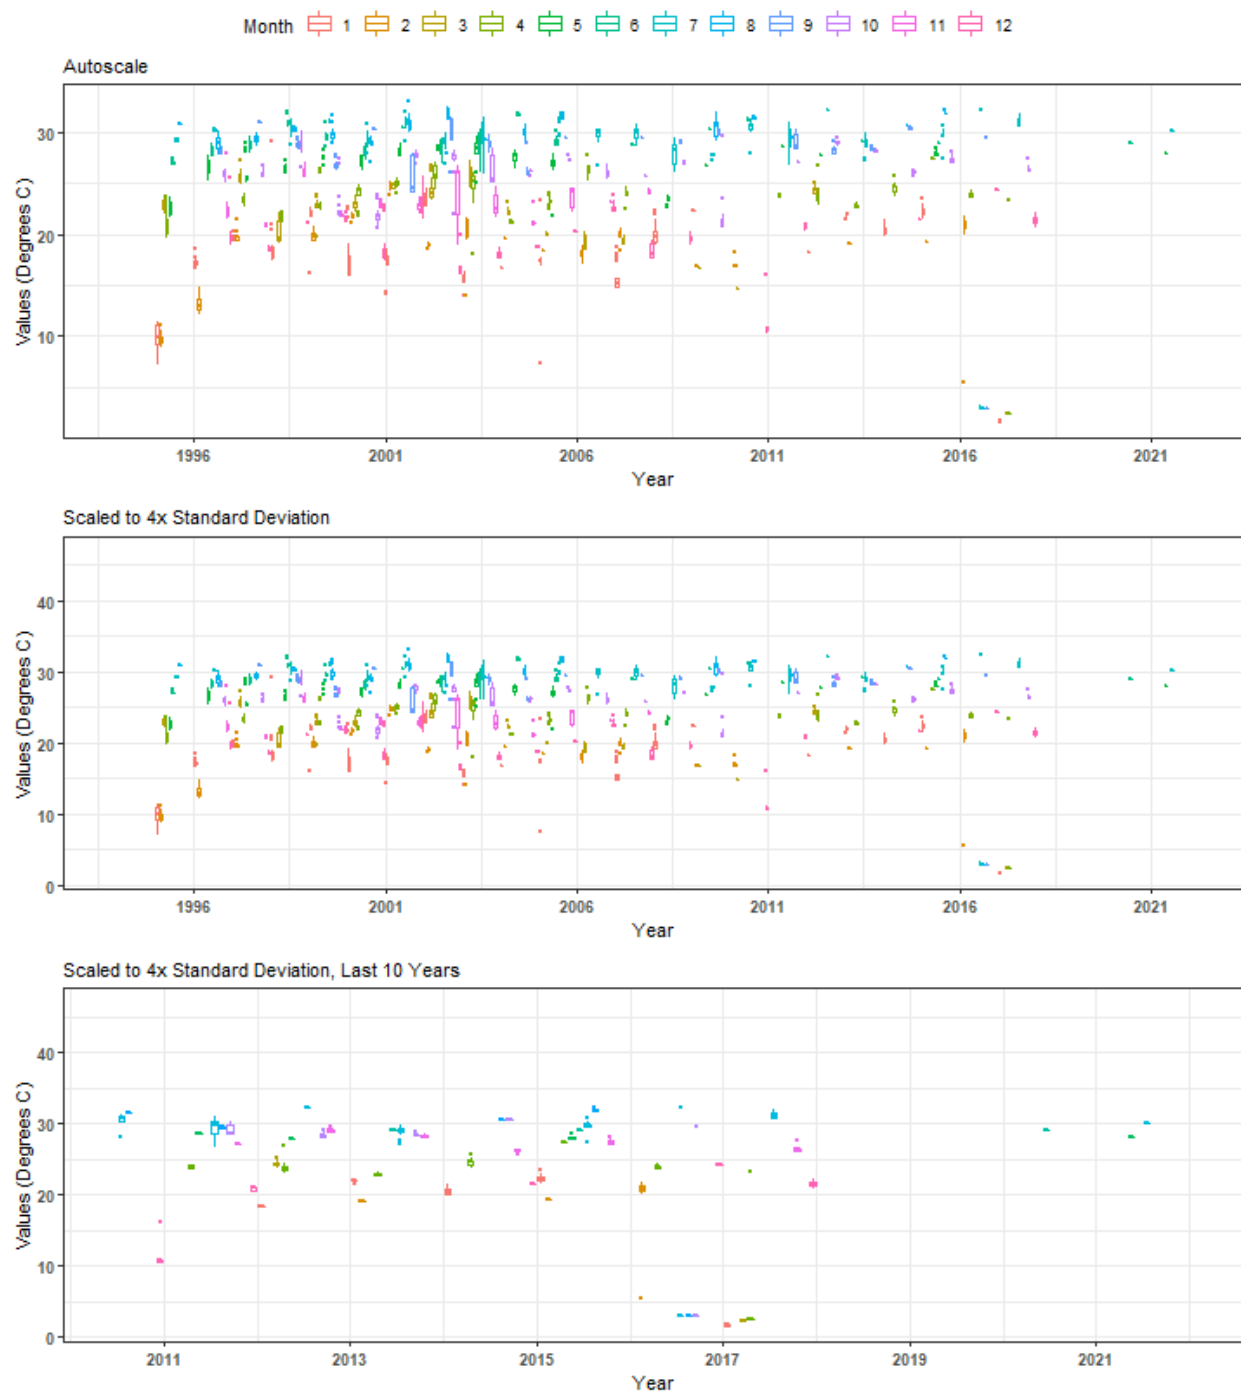 Month 1 2 3 4 5 6 7 8 9 10 11 12
Autoscale
Values (Degrees C)
30
20
10
1996 2001 2006 2011 2016 2021
Year
Scaled to 4x Standard Deviation
Values (Degrees C)
40
30
20
10
0
1996 2001 2006 2011 2016 2021
Year
Scaled to 4x Standard Deviation, Last 10 Years
Values (Degrees C)
40
30
20
10
0
2011 2013 2015 2017 2019 2021
Year